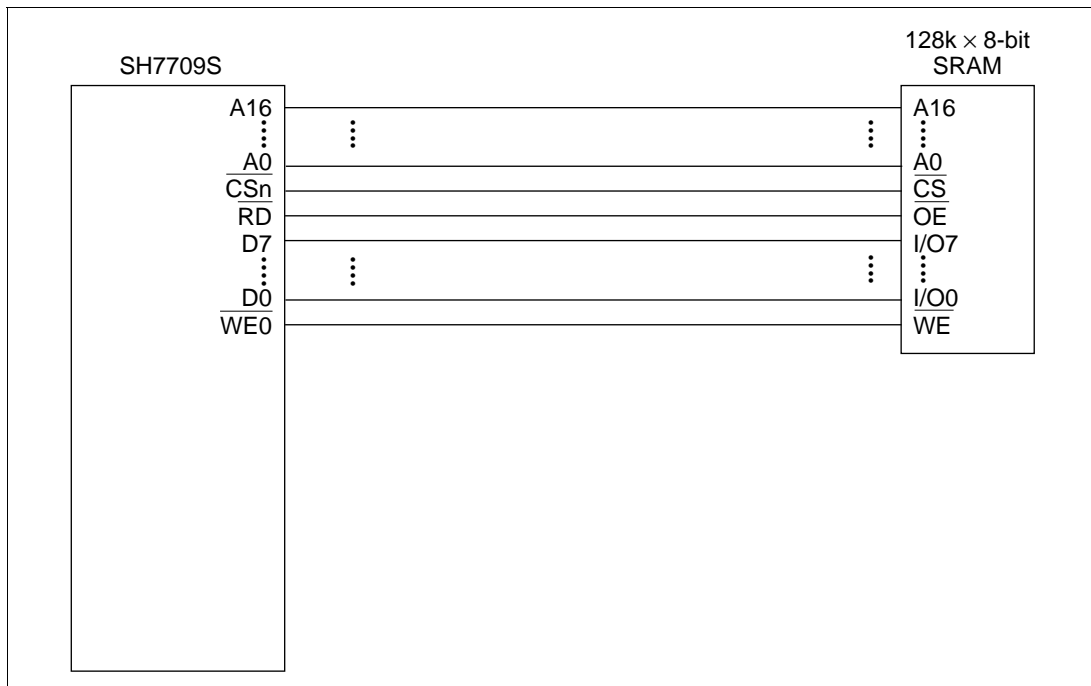 SH7709S
A16
A0
CSn
RD
D7
D0
WE0
128k × 8-bit
SRAM
A16
A0
CS
OE
I/O7
I/O0
WE